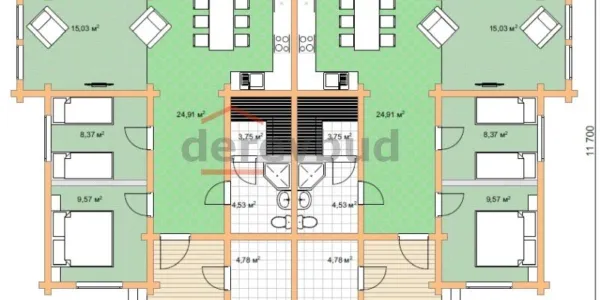 15,03 м²
15,03 м²
24,91 м²
24,91 м²
8,37 м²
3,75 м²
3,75 м²
8,37 м²
derevbud
11 700
9,57 м²
4,53 м²
4,53 м²
9,57 м²
4,78 м²
4,78 м²